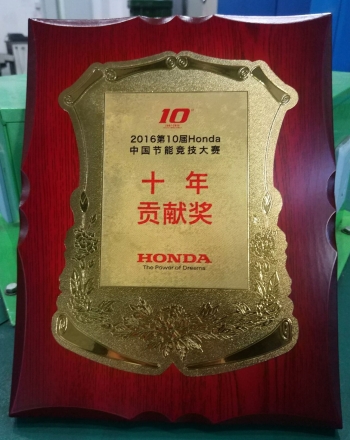 10
2016第10届Honda
中国节能竞技大赛
十年
贡献奖
HONDA
The Power of Dreams